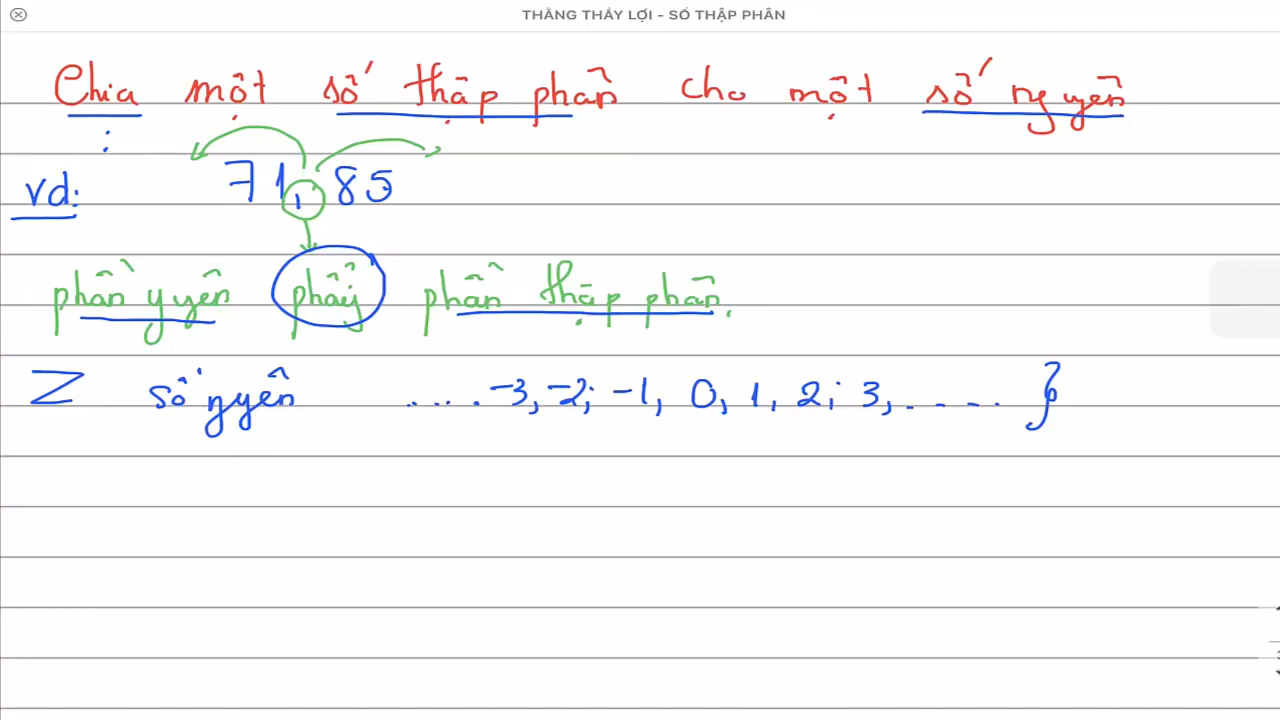 THẰNG THẦY LỢI - SỐ THẬP PHÂN
Chia một số thập phân cho một số nguyên
:
vd: 71,85
phần nguyên phẩy phần thập phân.
Z số nguyên .... -3, -2; -1, 0, 1, 2; 3, .... }